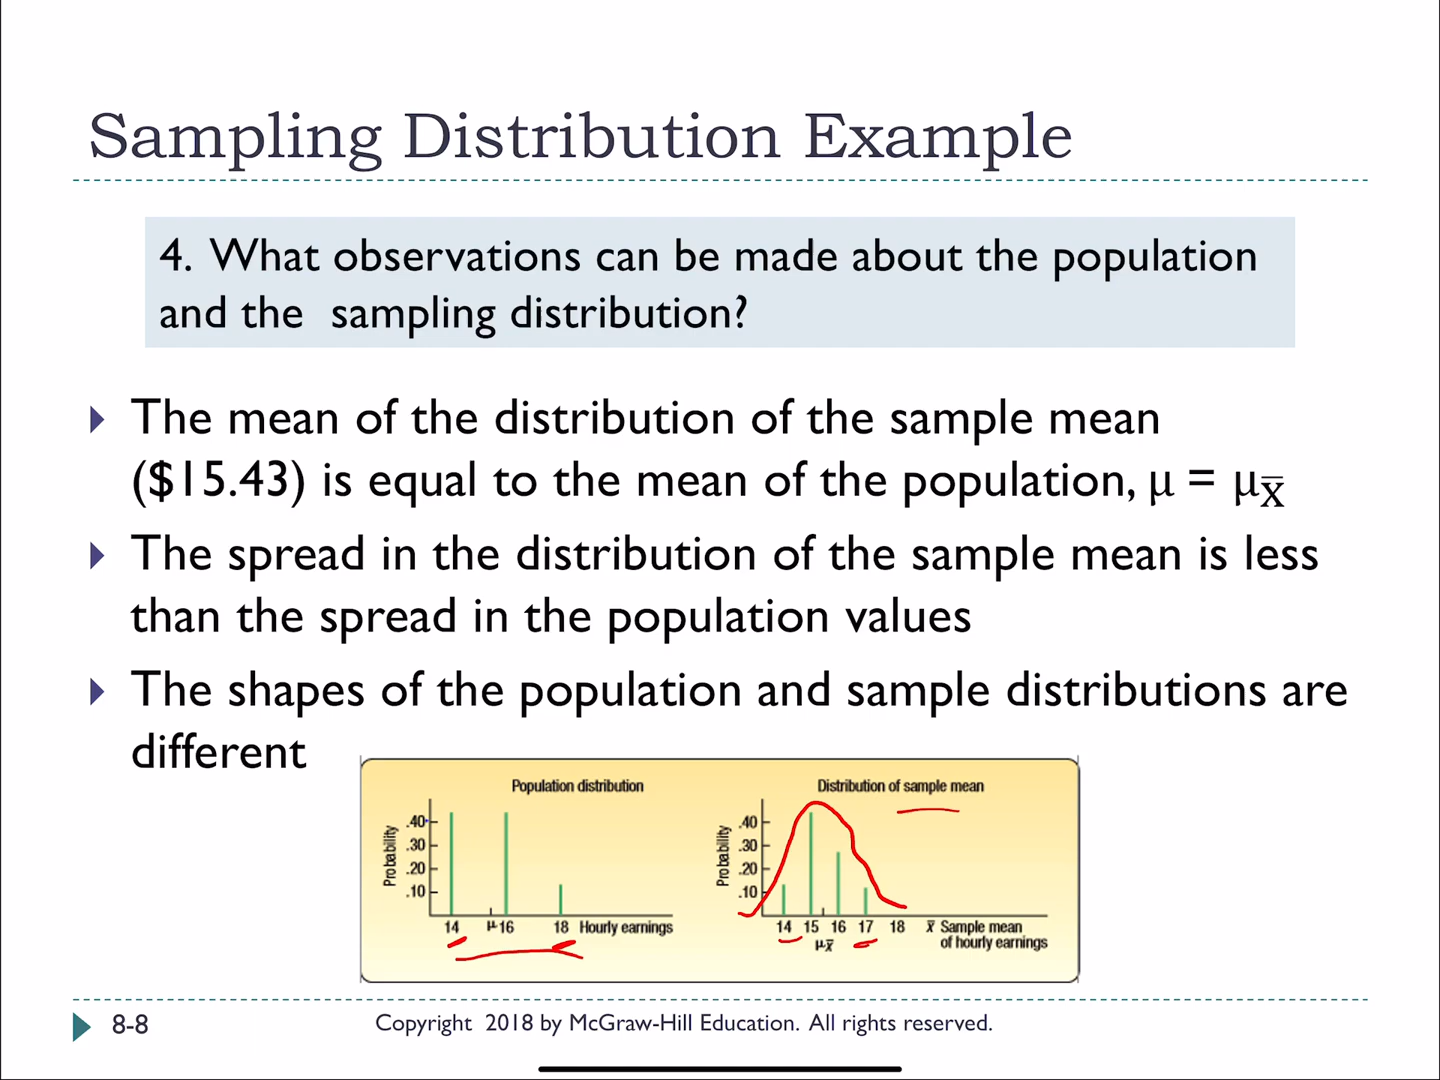 Sampling Distribution Example
4. What observations can be made about the population
and the sampling distribution?
The mean of the distribution of the sample mean
($15.43) is equal to the mean of the population, μ = μx̅
The spread in the distribution of the sample mean is less
than the spread in the population values
The shapes of the population and sample distributions are
different
Population distribution
Probability
.40
.30
.20
.10
14 μ 16 18 Hourly earnings
Distribution of sample mean
Probability
.40
.30
.20
.10
14 15 16 17 18 x̅ Sample mean
μx̅ of hourly earnings
8-8 Copyright 2018 by McGraw-Hill Education. All rights reserved.